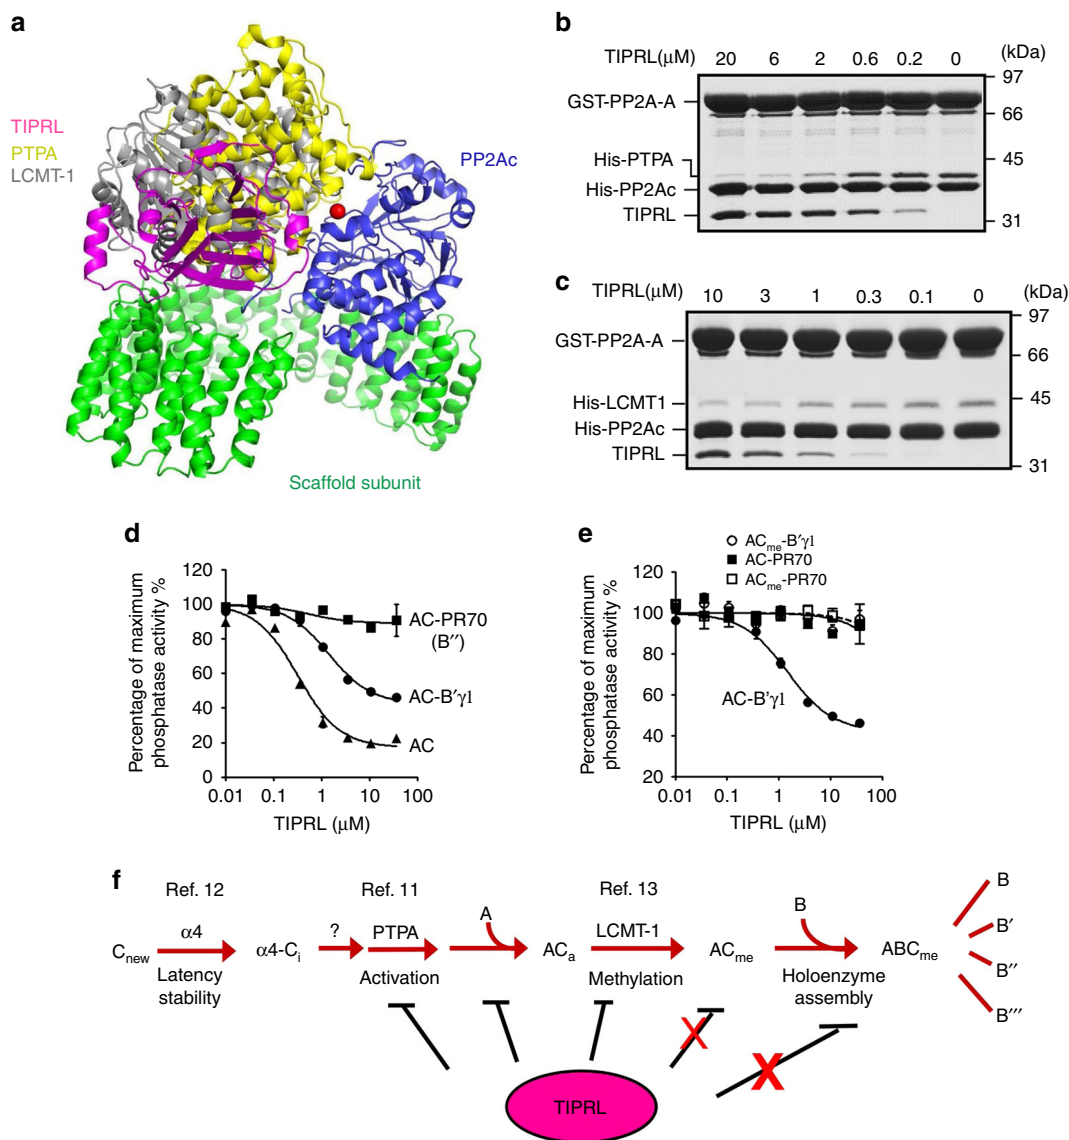 a
TIPRL
PTPA
LCMT-1
PP2Ac
Scaffold subunit
b
TIPRL(μM) 20 6 2 0.6 0.2 0 (kDa)
GST-PP2A-A
His-PTPA
His-PP2Ac
TIPRL
97
66
45
31
c
TIPRL(μM) 10 3 1 0.3 0.1 0 (kDa)
GST-PP2A-A
His-LCMT1
His-PP2Ac
TIPRL
97
66
45
31
d
Percentage of maximum
phosphatase activity %
120
100
80
60
40
20
0
0.01 0.1 1 10 100
TIPRL (μM)
AC-PR70
(B′′)
AC-B′γ1
AC
e
ACme-B′γ1
AC-PR70
ACme-PR70
Percentage of maximum
phosphatase activity %
120
100
80
60
40
20
0.01 0.1 1 10 100
TIPRL (μM)
AC-B′γ1
f
Ref. 12 Ref. 11 Ref. 13
Cnew α4 α4-Ci ? PTPA A ACa LCMT-1 ACme B ABCme
Latency
stability
Activation
Methylation
Holoenzyme
assembly
B
B′
B′′
B′′′
X
X
TIPRL